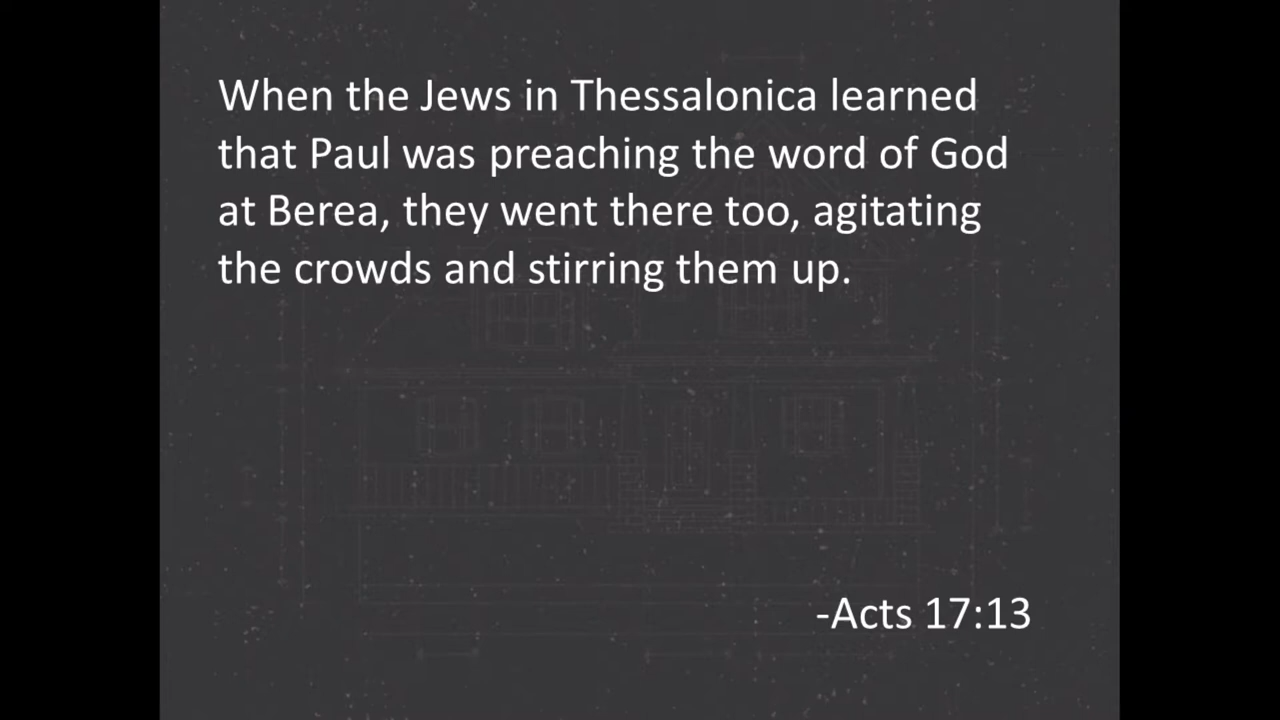 When the Jews in Thessalonica learned
that Paul was preaching the word of God
at Berea, they went there too, agitating
the crowds and stirring them up.
-Acts 17:13